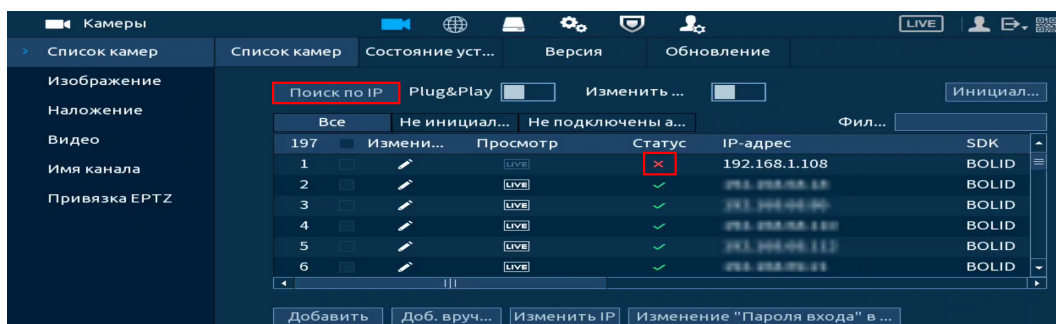 Камеры LIVE
> Список камер Список камер Состояние уст... Версия Обновление
Изображение
Поиск по IP Plug&Play Изменить ... Инициал...
Наложение
Все Не инициал... Не подключены а... Фил...
Видео
197 Измени... Просмотр Статус IP-адрес SDK
Имя канала
1 LIVE 192.168.1.108 BOLID
2 LIVE BOLID
Привязка EPTZ
3 LIVE BOLID
4 LIVE BOLID
5 LIVE BOLID
6 LIVE BOLID
Добавить Доб. вруч... Изменить IP Изменение "Пароля входа" в ...